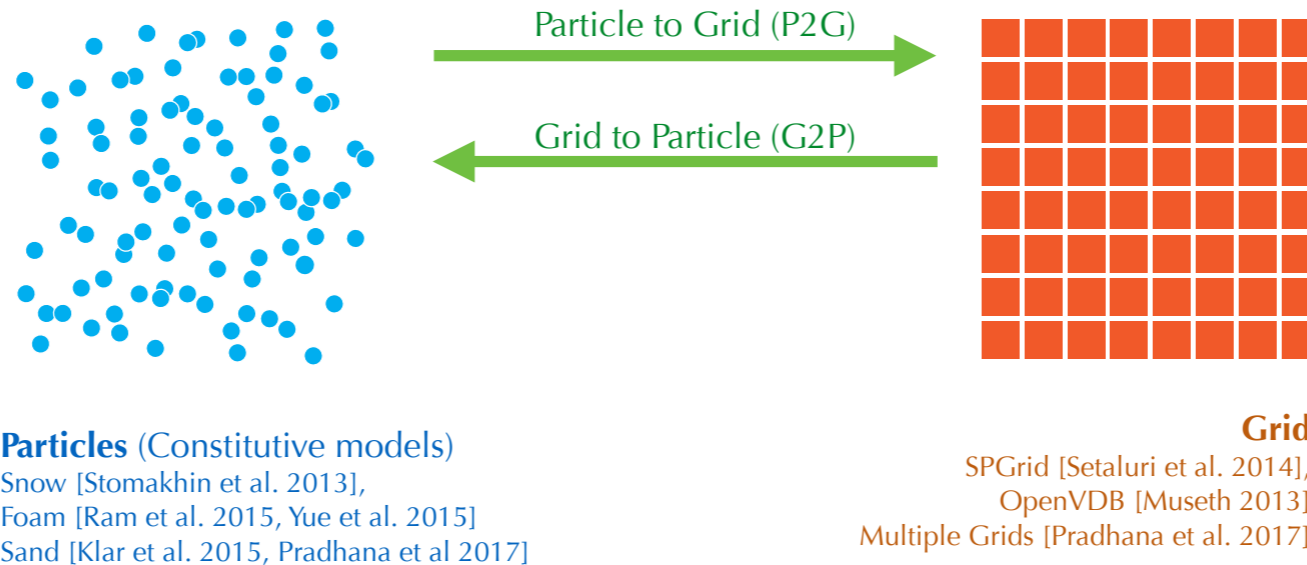 Particle to Grid (P2G)
Grid to Particle (G2P)
Particles (Constitutive models)
Snow [Stomakhin et al. 2013],
Foam [Ram et al. 2015, Yue et al. 2015]
Sand [Klar et al. 2015, Pradhana et al 2017]
Grid
SPGrid [Setaluri et al. 2014],
OpenVDB [Museth 2013]
Multiple Grids [Pradhana et al. 2017]